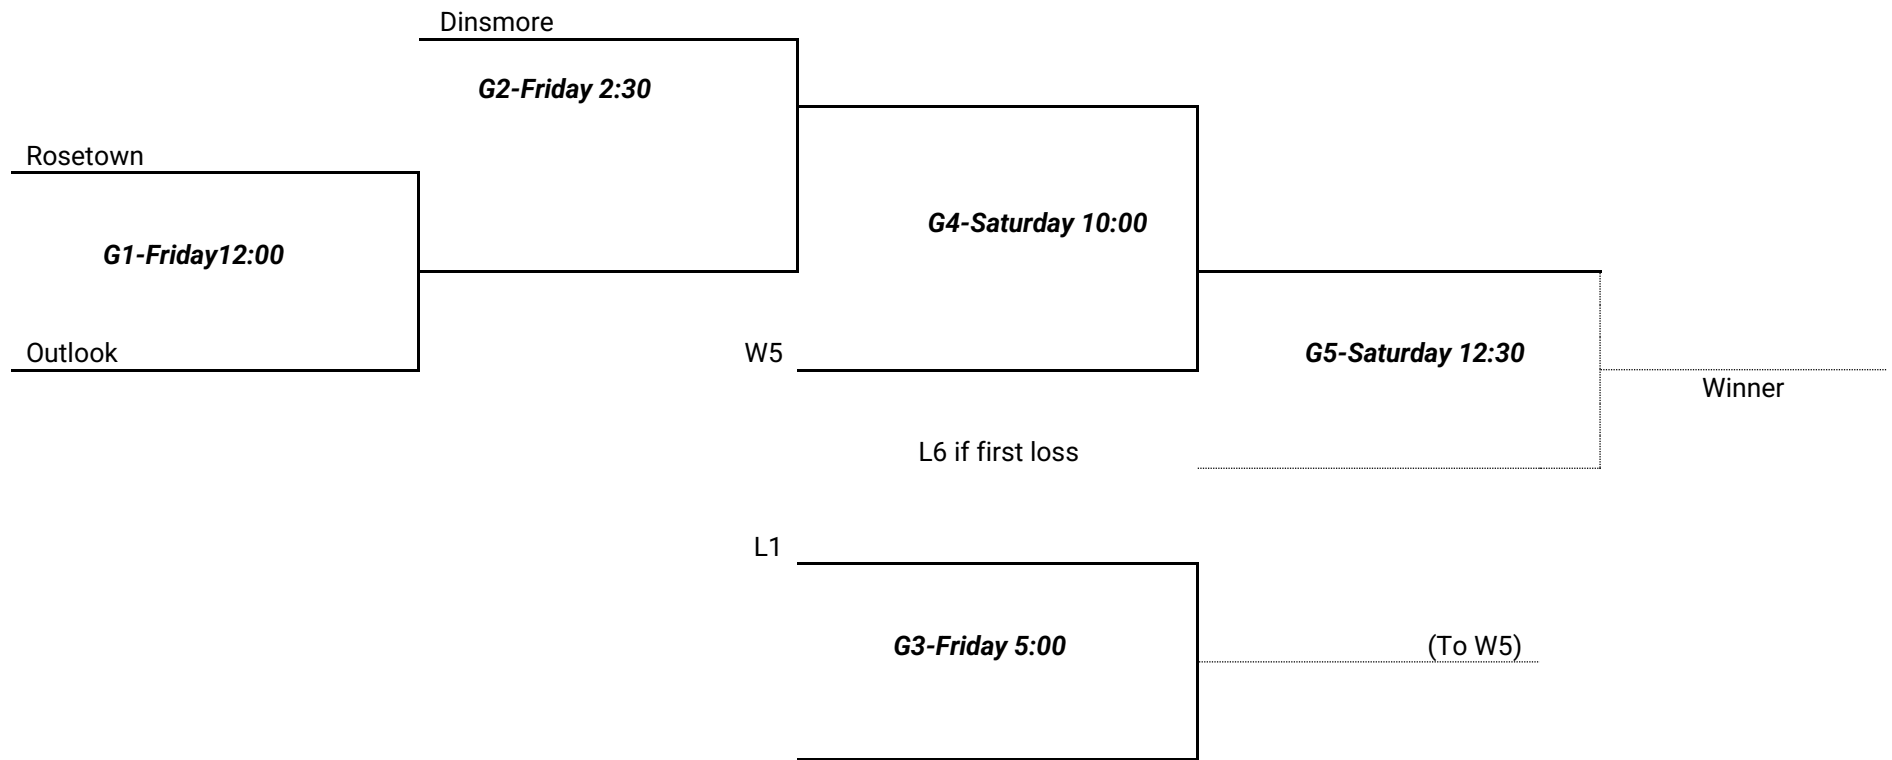 Dinsmore
G2-Friday 2:30
Rosetown
G4-Saturday 10:00
G1-Friday12:00
Outlook
W5
G5-Saturday 12:30
Winner
L6 if first loss
L1
G3-Friday 5:00
(To W5)